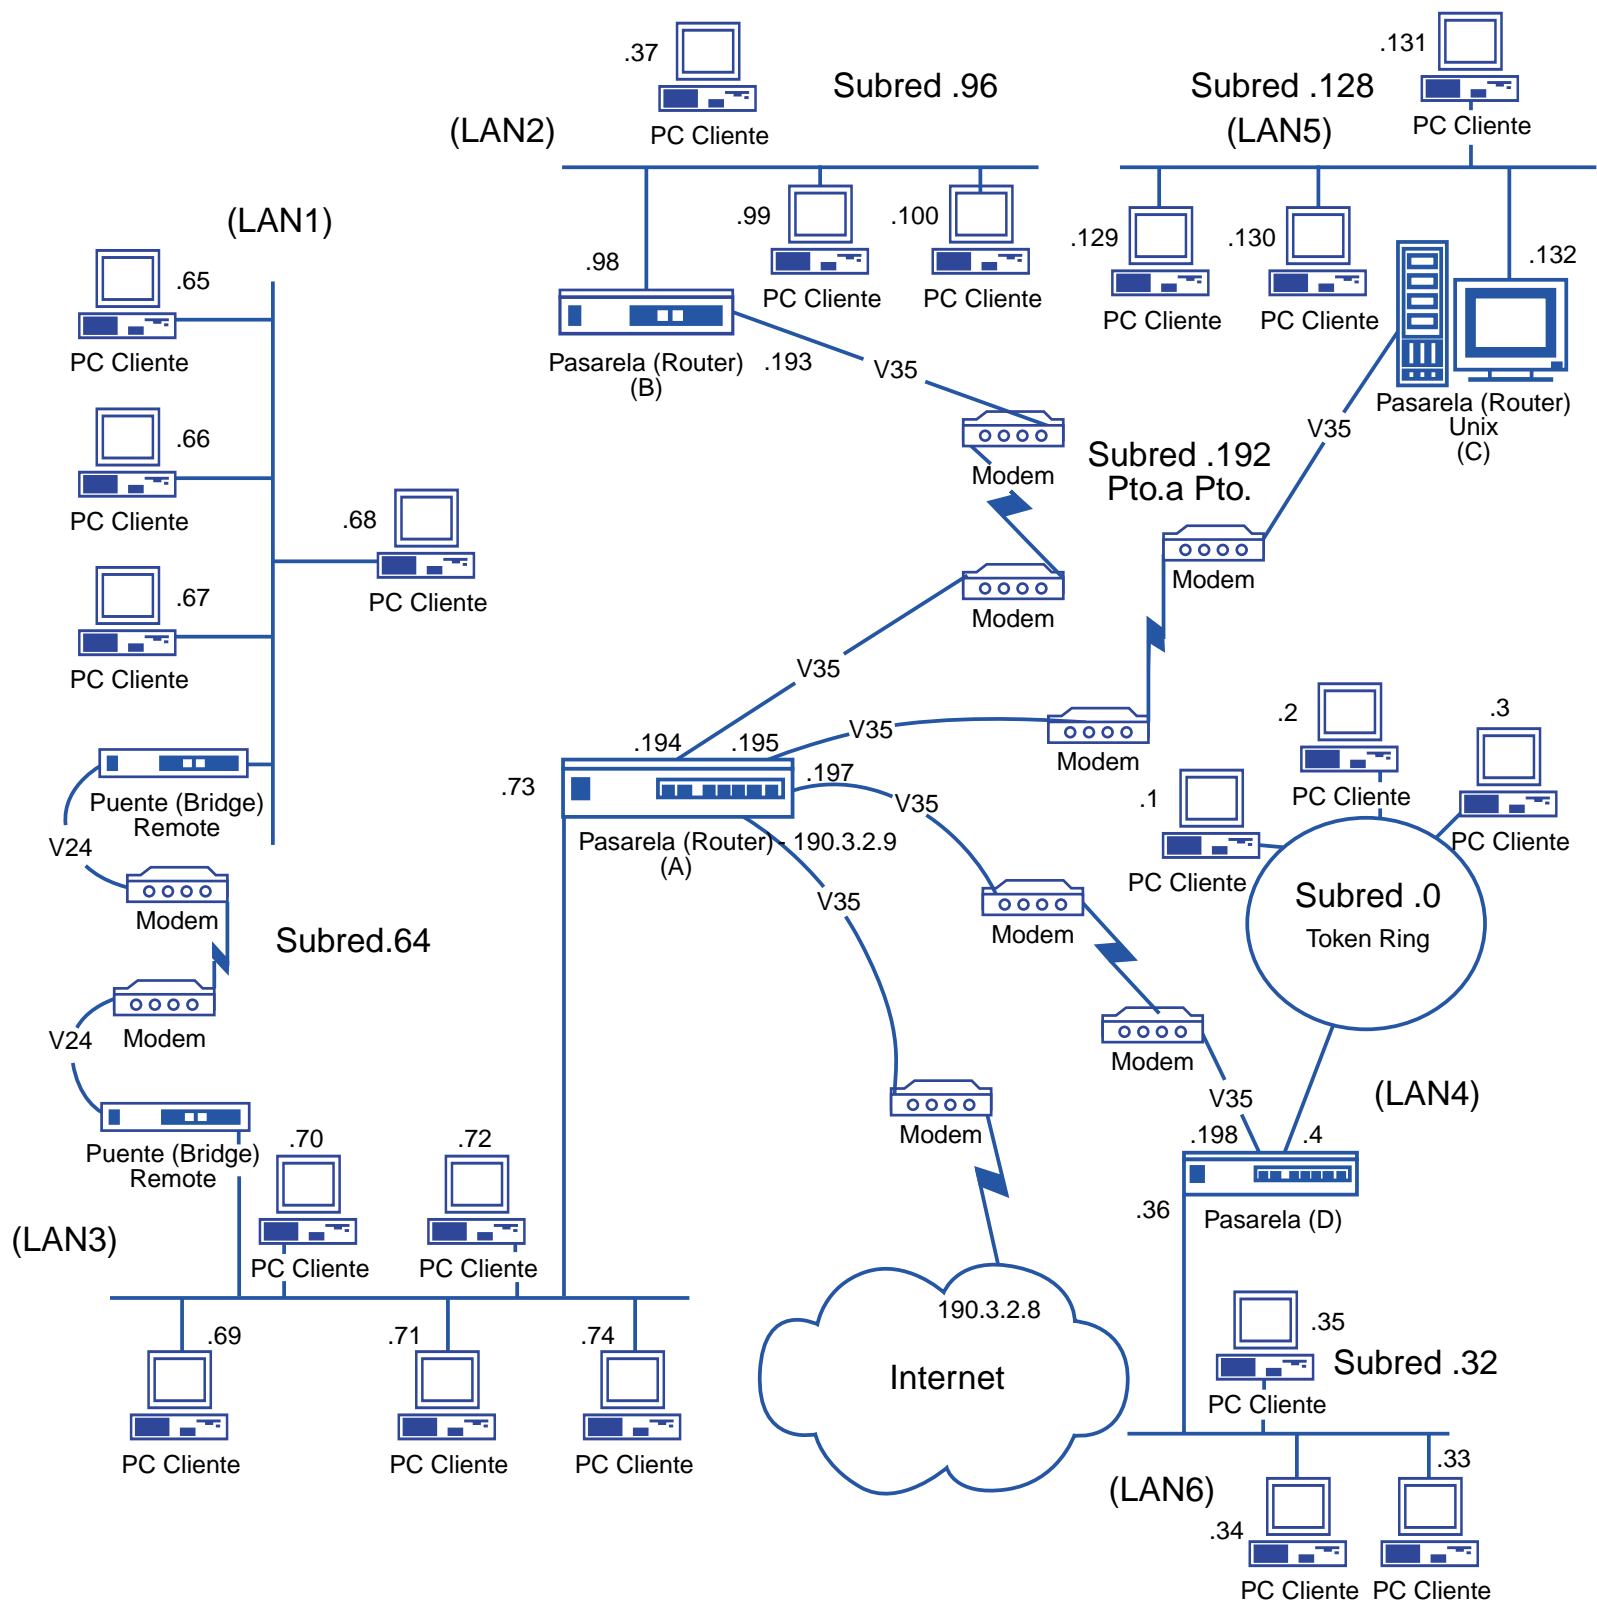 .37
PC Cliente
Subred .96
(LAN2)
.99
PC Cliente
.100
PC Cliente
.98
Pasarela (Router)
(B)
.193
V35
Modem
Modem
V35
Subred .128
(LAN5)
.131
PC Cliente
.129
PC Cliente
.130
PC Cliente
.132
Pasarela (Router)
Unix
(C)
V35
Subred .192
Pto.a Pto.
Modem
Modem
V35
(LAN1)
.65
PC Cliente
.66
PC Cliente
.67
PC Cliente
.68
PC Cliente
Puente (Bridge)
Remote
V24
Modem
Subred.64
Modem
V24
Puente (Bridge)
Remote
(LAN3)
.70
PC Cliente
.72
PC Cliente
.69
PC Cliente
.71
PC Cliente
.74
PC Cliente
.194
.195
.73
.197
Pasarela (Router) - 190.3.2.9
(A)
V35
Modem
190.3.2.8
Internet
V35
Modem
Modem
V35
.1
PC Cliente
.2
PC Cliente
.3
PC Cliente
Subred .0
Token Ring
(LAN4)
.198
.4
.36
Pasarela (D)
.35
PC Cliente
Subred .32
(LAN6)
.34
PC Cliente
.33
PC Cliente